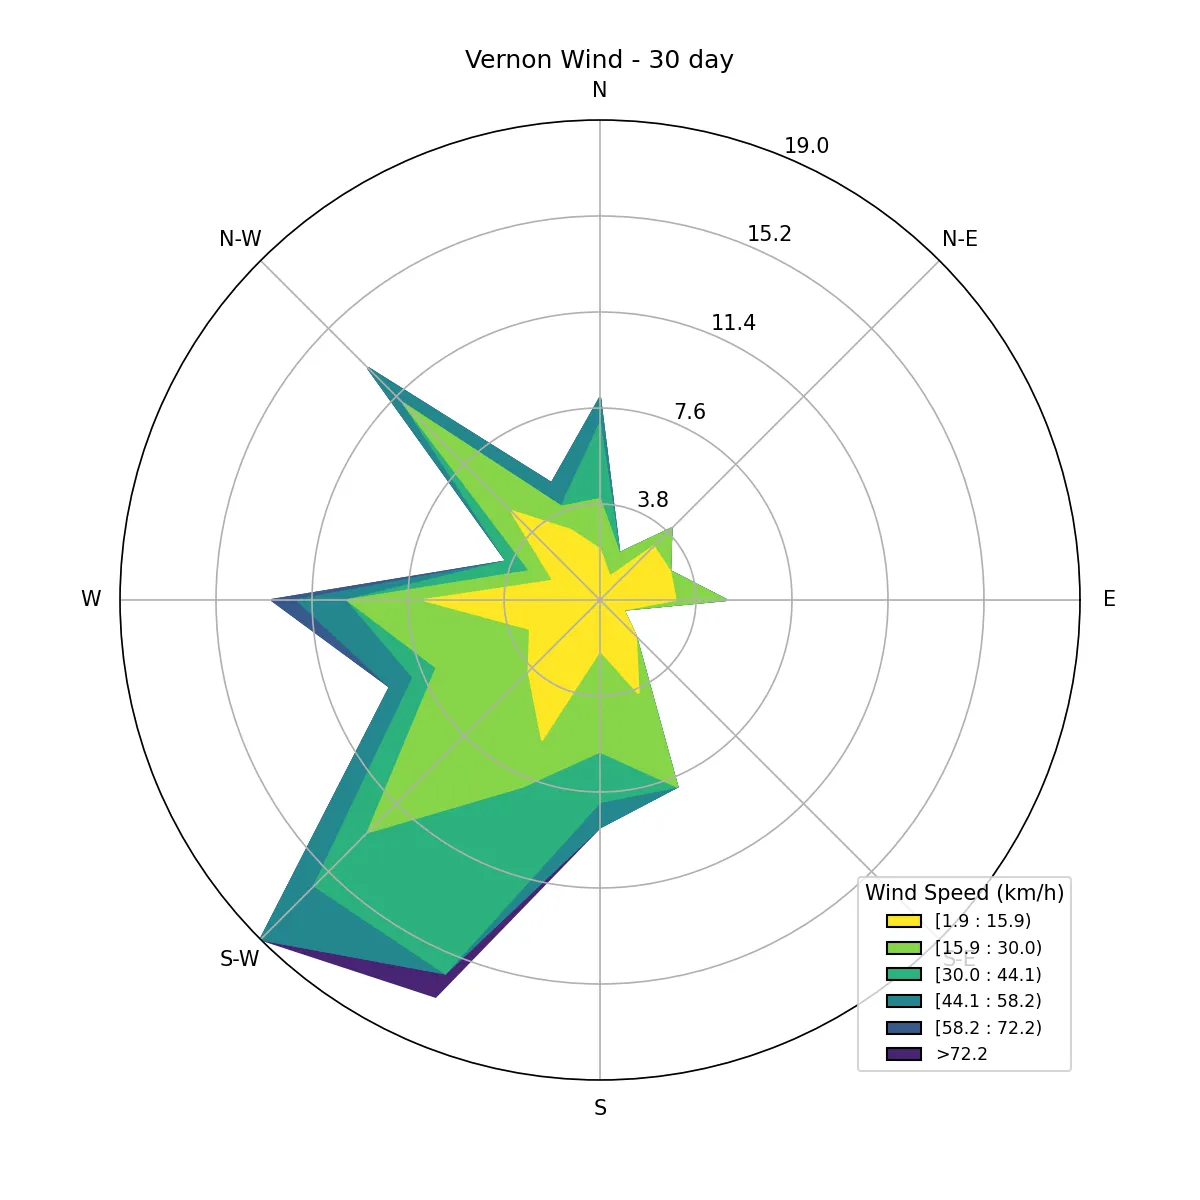 Vernon Wind - 30 day
N
19.0
N-W
15.2
N-E
11.4
7.6
3.8
W
E
S-W
S-E
S
Wind Speed (km/h)
[1.9 : 15.9)
[15.9 : 30.0)
[30.0 : 44.1)
[44.1 : 58.2)
[58.2 : 72.2)
>72.2